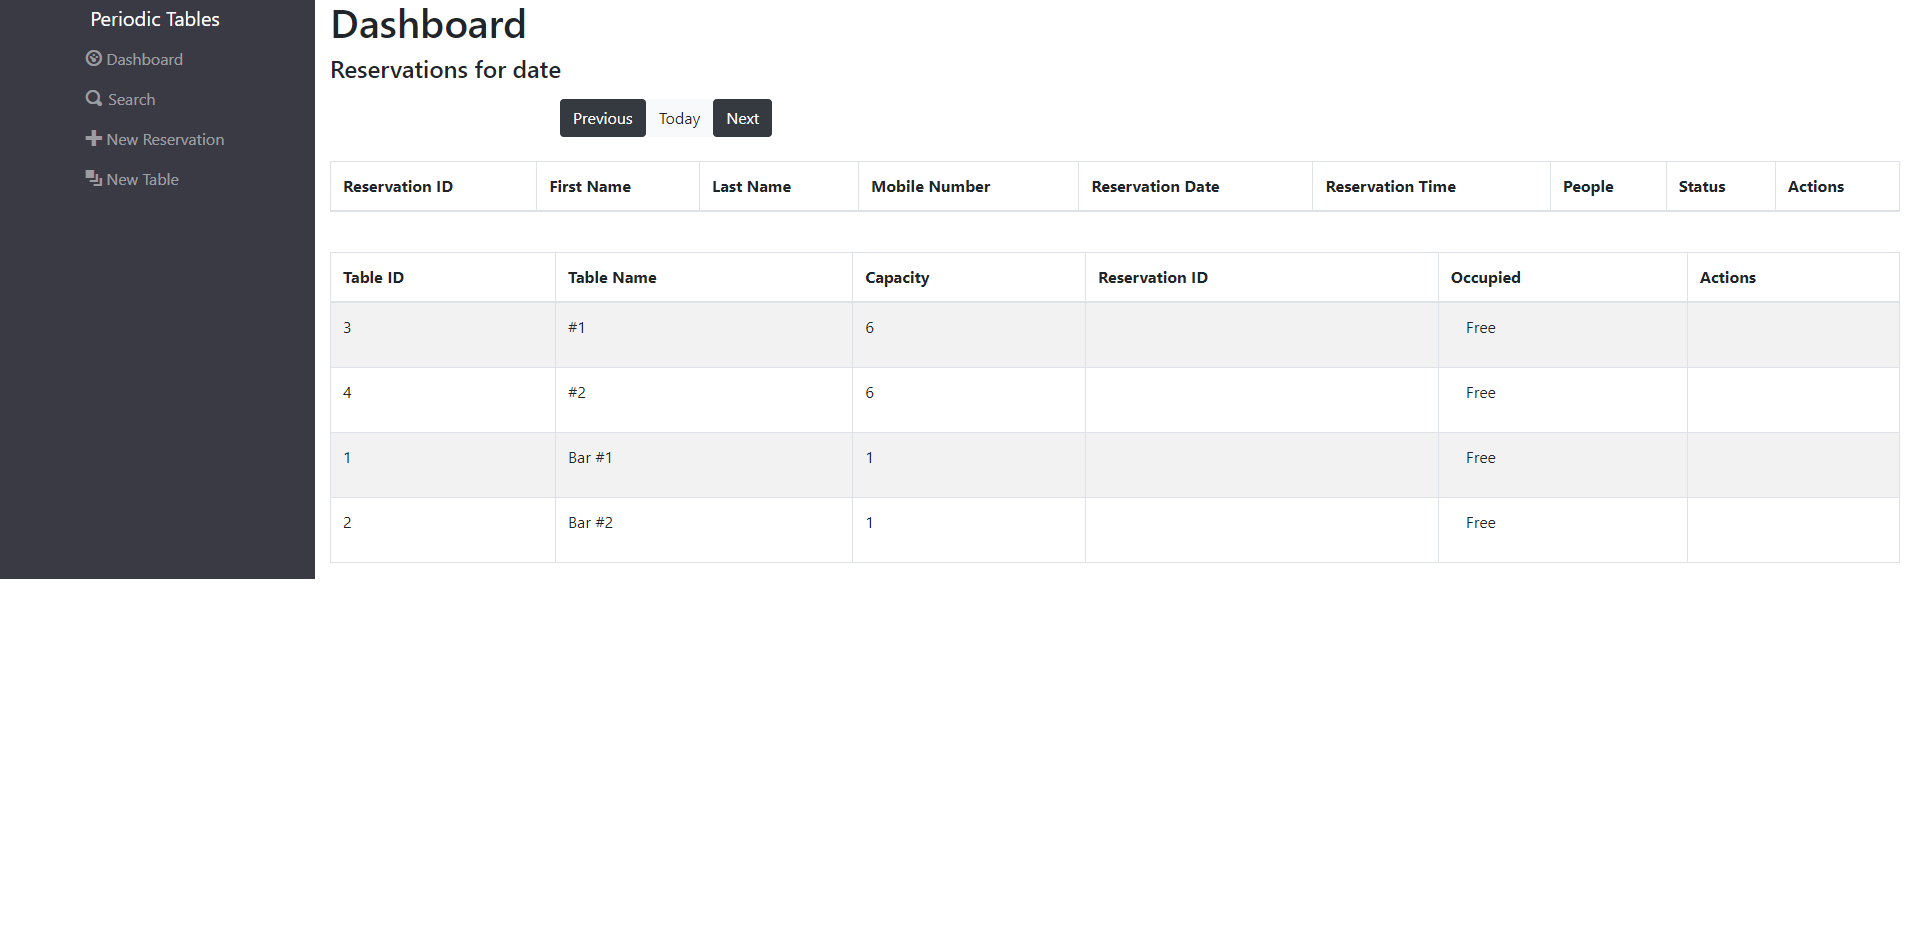 Periodic Tables
Dashboard
Search
New Reservation
New Table
Dashboard
Reservations for date
Previous Today Next
Reservation ID First Name Last Name Mobile Number Reservation Date Reservation Time People Status Actions
Table ID Table Name Capacity Reservation ID Occupied Actions
3 #1 6 Free
4 #2 6 Free
1 Bar #1 1 Free
2 Bar #2 1 Free